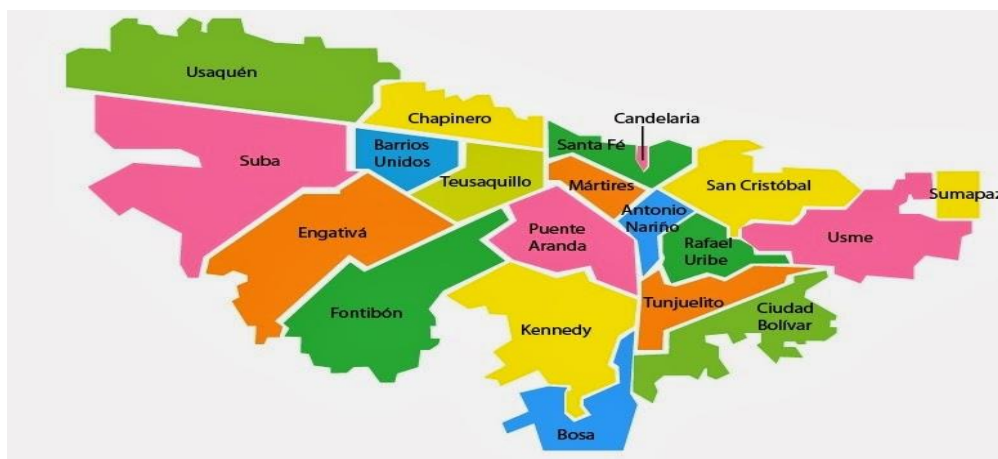 Usaquén
Chapinero
Candelaria
Santa Fé
Barrios
Unidos
Suba
Teusaquillo
Mártires
San Cristóbal
Sumapaz
Antonio
Nariño
Engativá
Puente
Aranda
Rafael
Uribe
Usme
Fontibón
Kennedy
Tunjuelito
Ciudad
Bolívar
Bosa